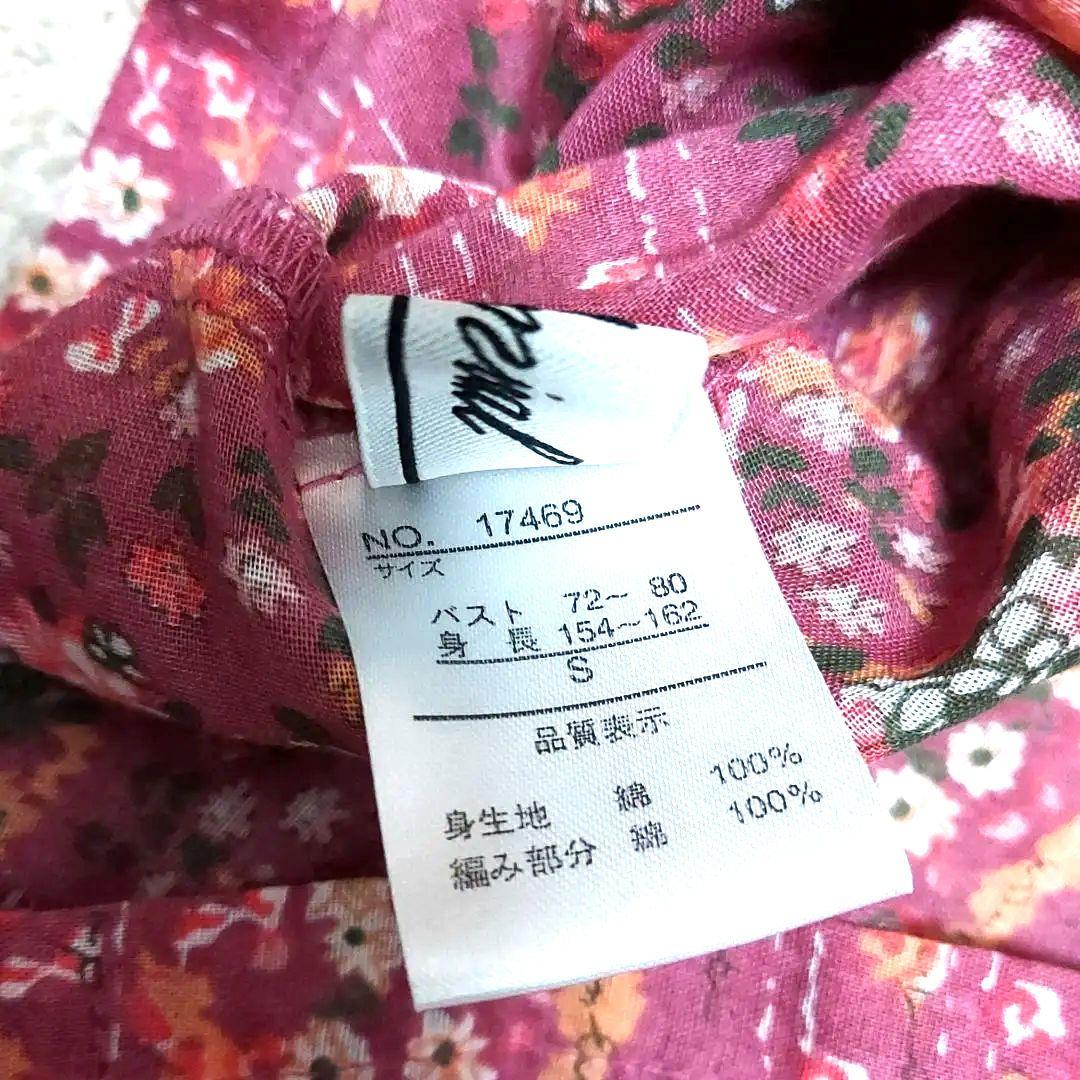 NO. 17469
サイズ
バスト 72~ 80
身 長 154~162
S
品質表示
身生地 綿 100%
編み部分 綿 100%